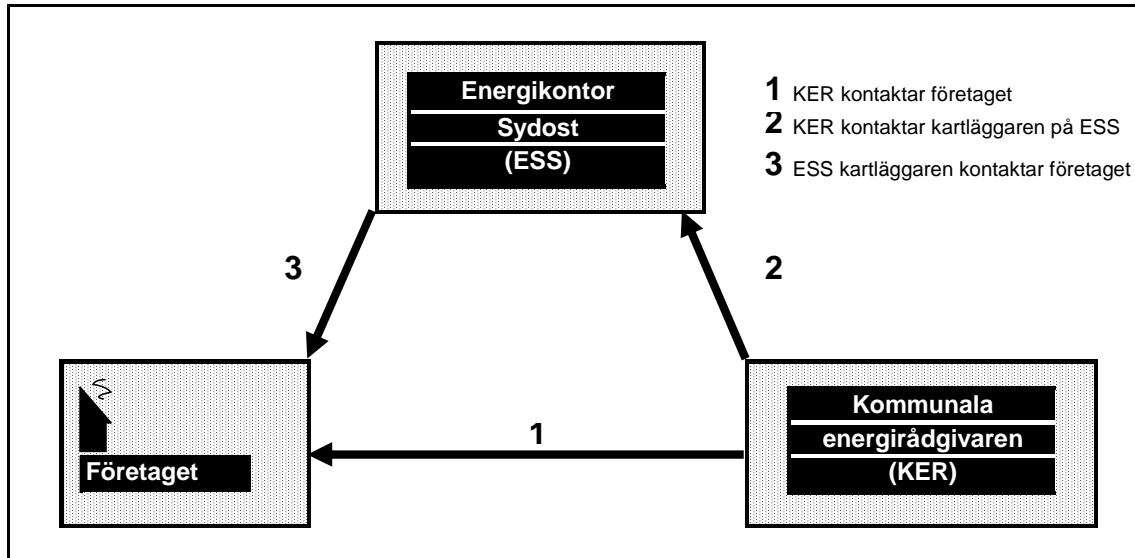 Energikontor
Sydost
(ESS)
1 KER kontaktar företaget
2 KER kontaktar kartläggaren på ESS
3 ESS kartläggaren kontaktar företaget
3
2
1
Företaget
Kommunala
energirådgivaren
(KER)